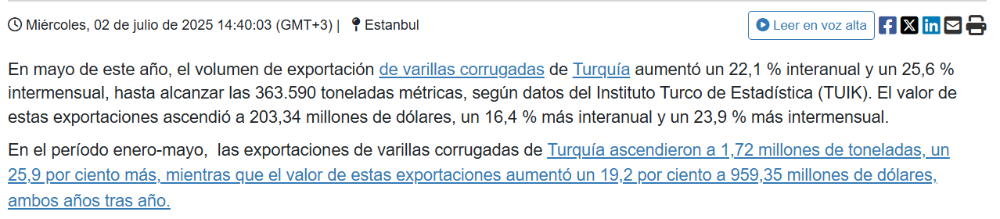 Miércoles, 02 de julio de 2025 14:40:03 (GMT+3) | Estanbul
Leer en voz alta
En mayo de este año, el volumen de exportación de varillas corrugadas de Turquía aumentó un 22,1 % interanual y un 25,6 %
intermensual, hasta alcanzar las 363.590 toneladas métricas, según datos del Instituto Turco de Estadística (TUIK). El valor de
estas exportaciones ascendió a 203,34 millones de dólares, un 16,4 % más interanual y un 23,9 % más intermensual.
En el período enero-mayo,  las exportaciones de varillas corrugadas de Turquía ascendieron a 1,72 millones de toneladas, un
25,9 por ciento más, mientras que el valor de estas exportaciones aumentó un 19,2 por ciento a 959,35 millones de dólares,
ambos años tras año.